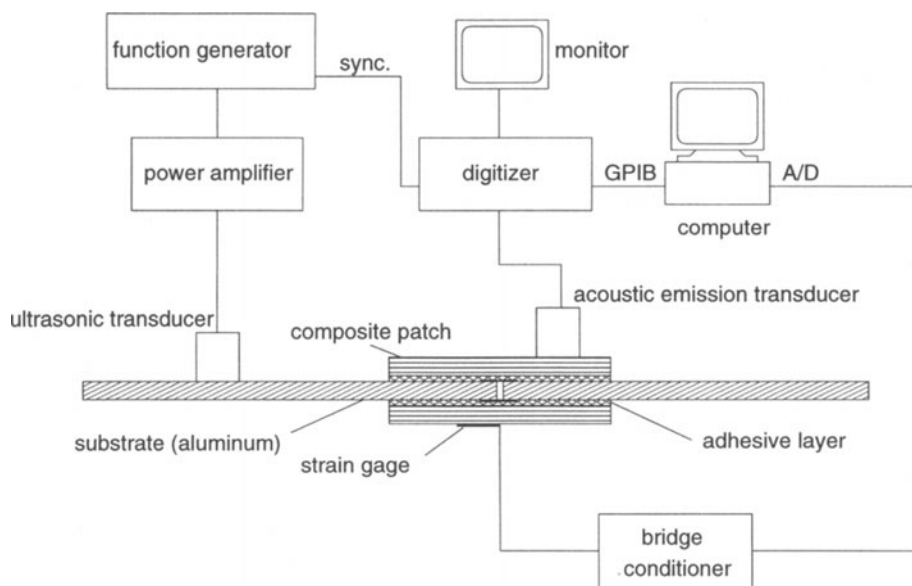 function generator
sync.
monitor
power amplifier
digitizer
GPIB
A/D
computer
ultrasonic transducer
acoustic emission transducer
composite patch
substrate (aluminum)
adhesive layer
strain gage
bridge
conditioner